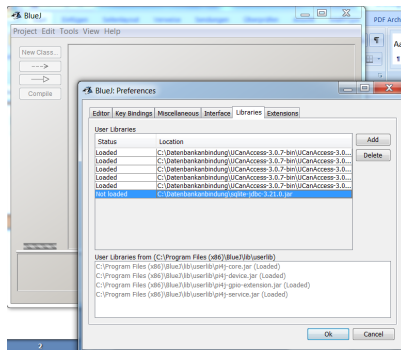 BlueJ
Project Edit Tools View Help
PDF Arch
New Class...
Compile
BlueJ: Preferences
Editor Key Bindings Miscellaneous Interface Libraries Extensions
User Libraries
Status Location
Loaded C:\Datenbankanbindung\UCanAccess-3.0.7-bin\UCanAccess-3.0...
Loaded C:\Datenbankanbindung\UCanAccess-3.0.7-bin\UCanAccess-3.0...
Loaded C:\Datenbankanbindung\UCanAccess-3.0.7-bin\UCanAccess-3.0...
Loaded C:\Datenbankanbindung\UCanAccess-3.0.7-bin\UCanAccess-3.0...
Loaded C:\Datenbankanbindung\UCanAccess-3.0.7-bin\UCanAccess-3.0...
Not loaded C:\Datenbankanbindung\sqlite-jdbc-3.21.0.jar
Add
Delete
User Libraries from (C:\Program Files (x86)\BlueJ\lib\userlib)
C:\Program Files (x86)\BlueJ\lib\userlib\pi4j-core.jar (Loaded)
C:\Program Files (x86)\BlueJ\lib\userlib\pi4j-device.jar (Loaded)
C:\Program Files (x86)\BlueJ\lib\userlib\pi4j-gpio-extension.jar (Loaded)
C:\Program Files (x86)\BlueJ\lib\userlib\pi4j-service.jar (Loaded)
Ok Cancel